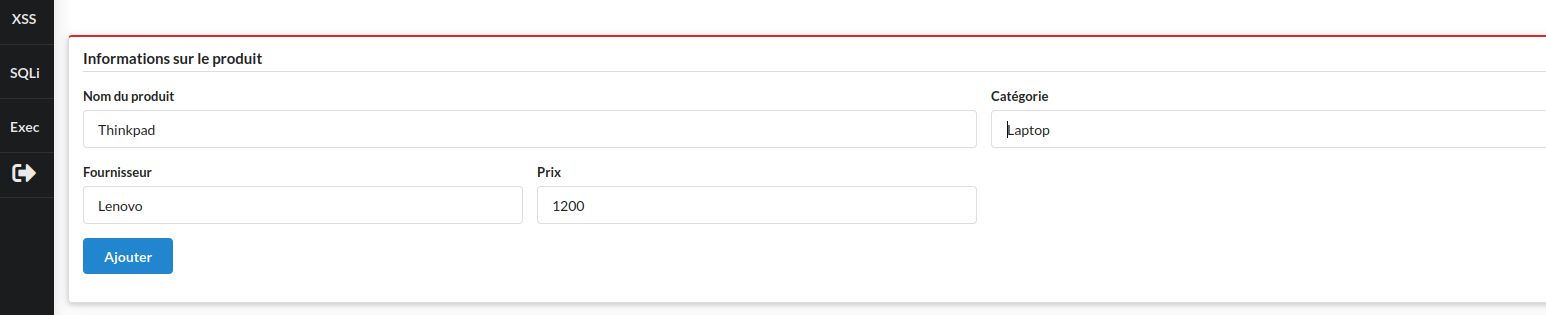 XSS
SQLi
Exec
Informations sur le produit
Nom du produit
Catégorie
Thinkpad
Laptop
Fournisseur
Prix
Lenovo
1200
Ajouter